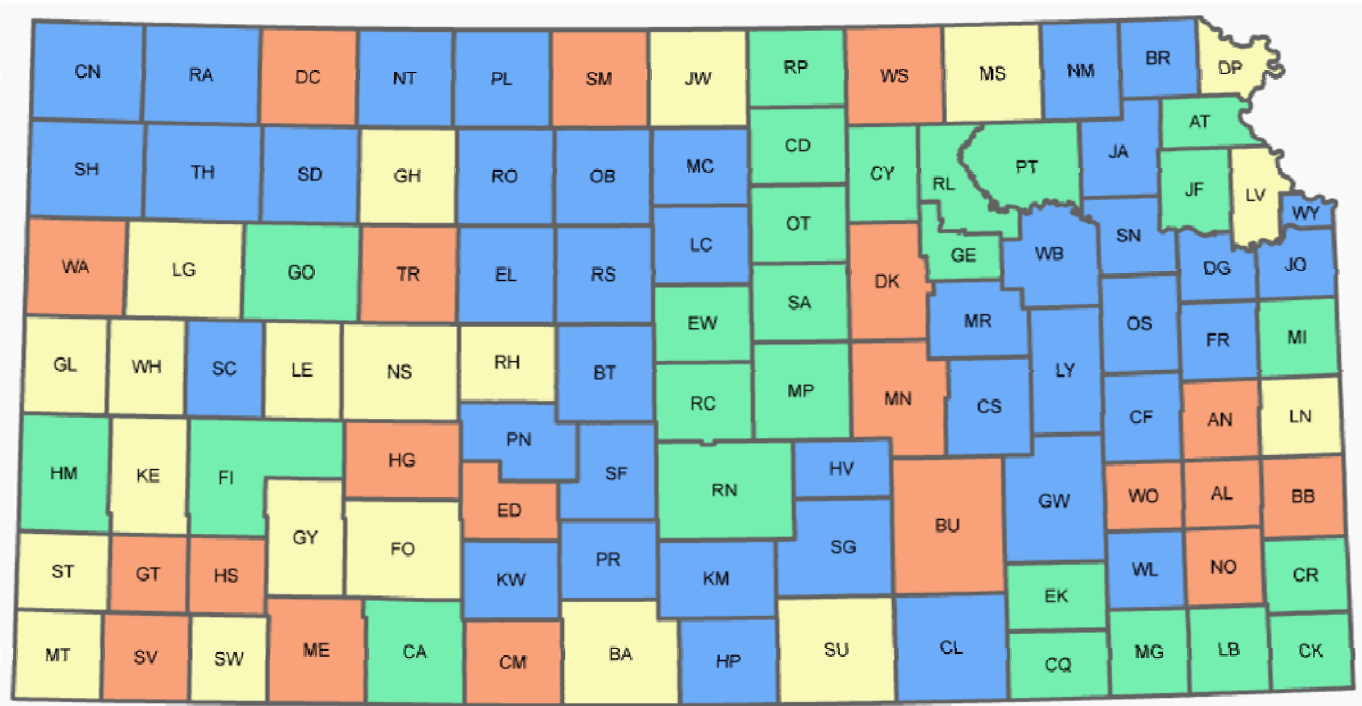 CN RA DC NT PL SM JW RP WS MS NM BR DP
SH TH SD GH RO OB MC CD CY RL PT JA AT JF LV WY
WA LG GO TR EL RS LC OT DK GE WB SN DG JO
GL WH SC LE NS RH BT EW SA MR LY OS FR MI
HM KE FI HG PN SF RC MP MN CS CF AN LN
ST GT HS GY FO ED PR RN HV BU GW WO AL BB
KW KM SG EK WL NO CR
MT SV SW ME CA CM BA HP SU CL CQ MG LB CK